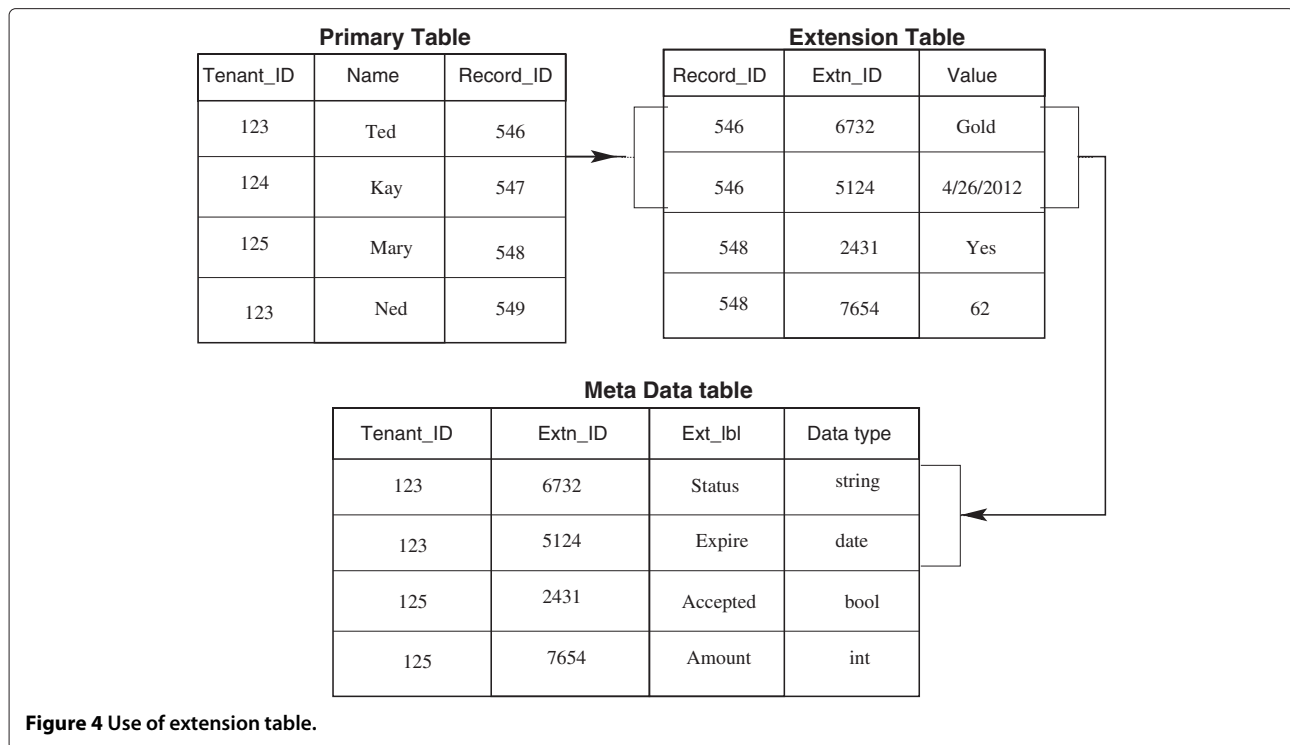 Primary Table
Tenant_ID Name Record_ID
123 Ted 546
124 Kay 547
125 Mary 548
123 Ned 549
Extension Table
Record_ID Extn_ID Value
546 6732 Gold
546 5124 4/26/2012
548 2431 Yes
548 7654 62
Meta Data table
Tenant_ID Extn_ID Ext_lbl Data type
123 6732 Status string
123 5124 Expire date
125 2431 Accepted bool
125 7654 Amount int
Figure 4 Use of extension table.